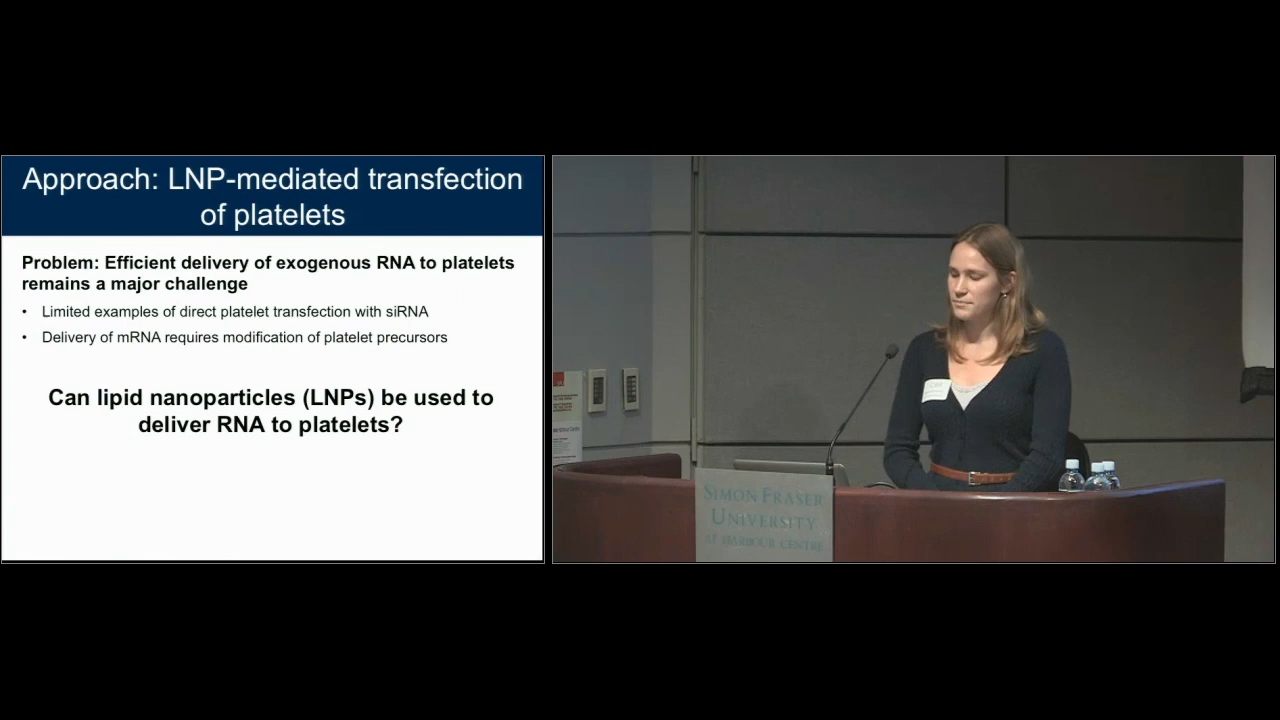 Approach: LNP-mediated transfection
of platelets
Problem: Efficient delivery of exogenous RNA to platelets
remains a major challenge
• Limited examples of direct platelet transfection with siRNA
• Delivery of mRNA requires modification of platelet precursors
Can lipid nanoparticles (LNPs) be used to
deliver RNA to platelets?
SIMON FRASER
UNIVERSITY
AT HARBOUR CENTRE